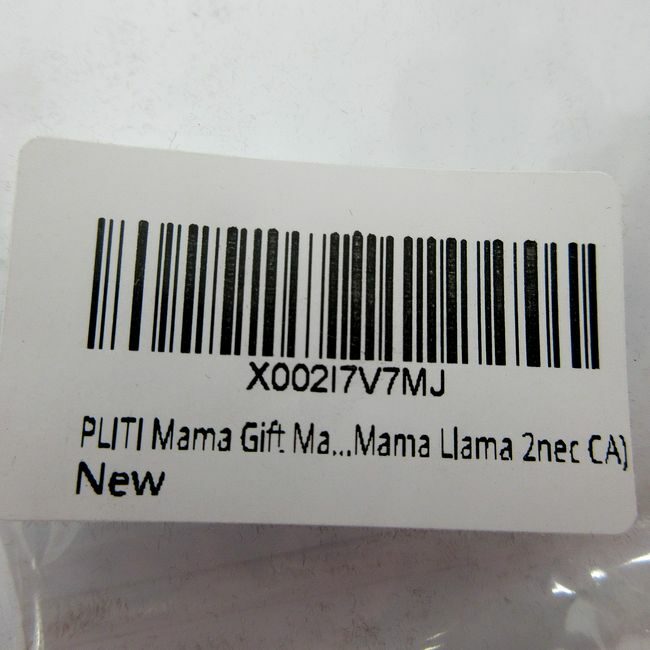 X002I7V7MJ
PLITI Mama Gift Ma...Mama Llama 2nec CA)
New